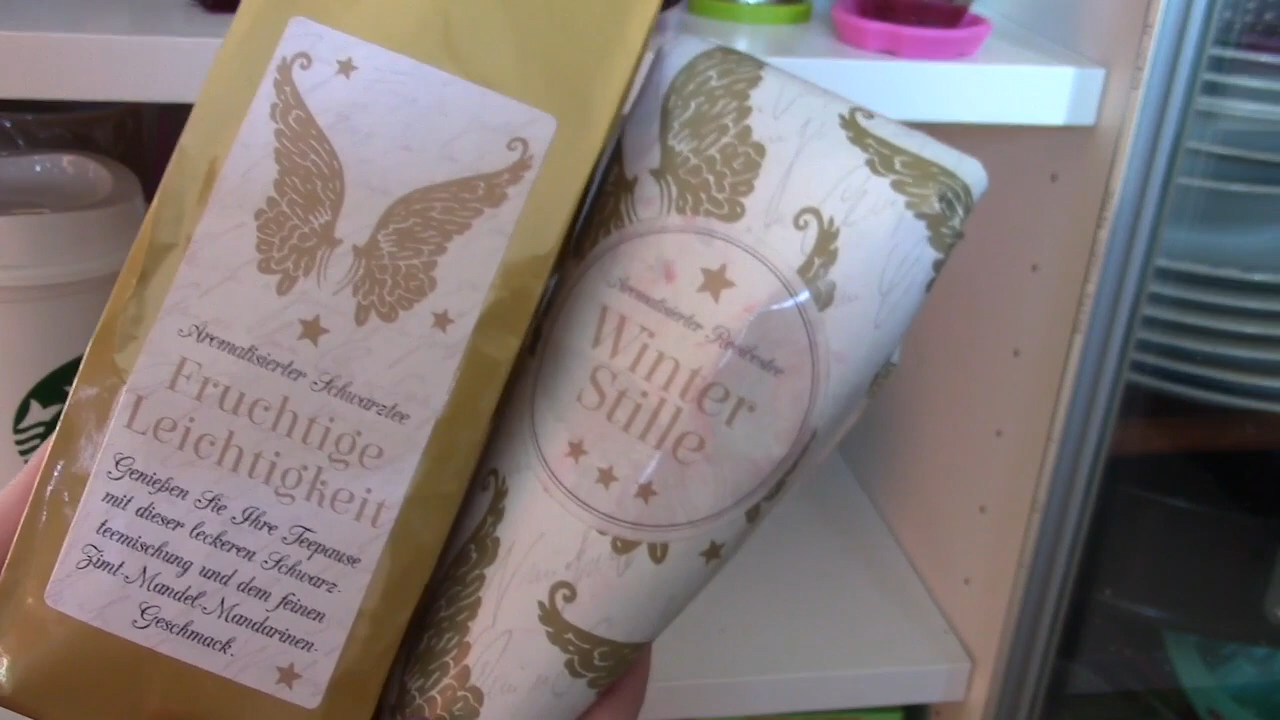 Aromatisierter Schwarztee
Fruchtige
Leichtigkeit
Genießen Sie Ihre Teepause
mit dieser leckeren Schwarz-
teemischung und dem feinen
Zimt-Mandel-Mandarinen-
Geschmack.
Aromatisierter Rooibostee
Winter
Stille